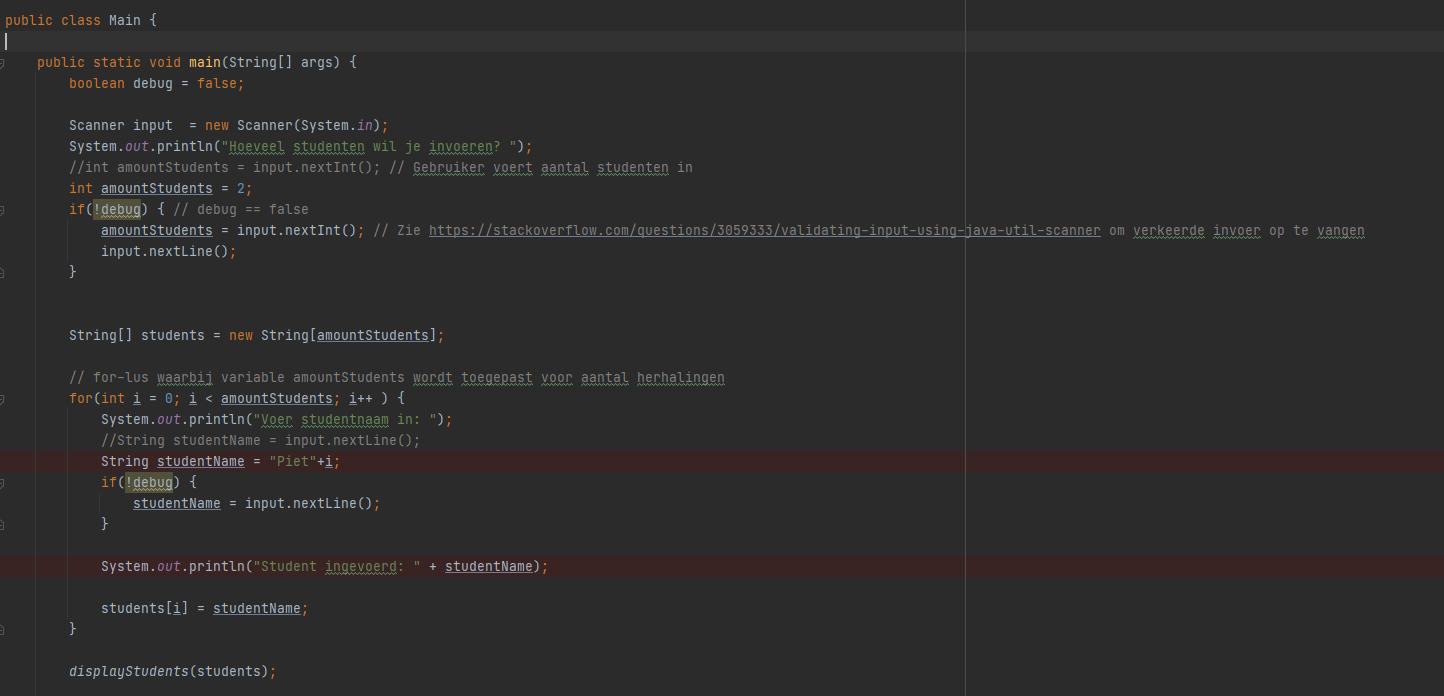 public class Main {
public static void main(String[] args) {
boolean debug = false;
Scanner input  = new Scanner(System.in);
System.out.println("Hoeveel studenten wil je invoeren? ");
//int amountStudents = input.nextInt(); // Gebruiker voert aantal studenten in
int amountStudents = 2;
if(!debug) { // debug == false
amountStudents = input.nextInt(); // Zie https://stackoverflow.com/questions/3059333/validating-input-using-java-util-scanner om verkeerde invoer op te vangen
input.nextLine();
}
String[] students = new String[amountStudents];
// for-lus waarbij variable amountStudents wordt toegepast voor aantal herhalingen
for(int i = 0; i < amountStudents; i++ ) {
System.out.println("Voer studentnaam in: ");
//String studentName = input.nextLine();
String studentName = "Piet"+i;
if(!debug) {
studentName = input.nextLine();
}
System.out.println("Student ingevoerd: " + studentName);
students[i] = studentName;
}
displayStudents(students);